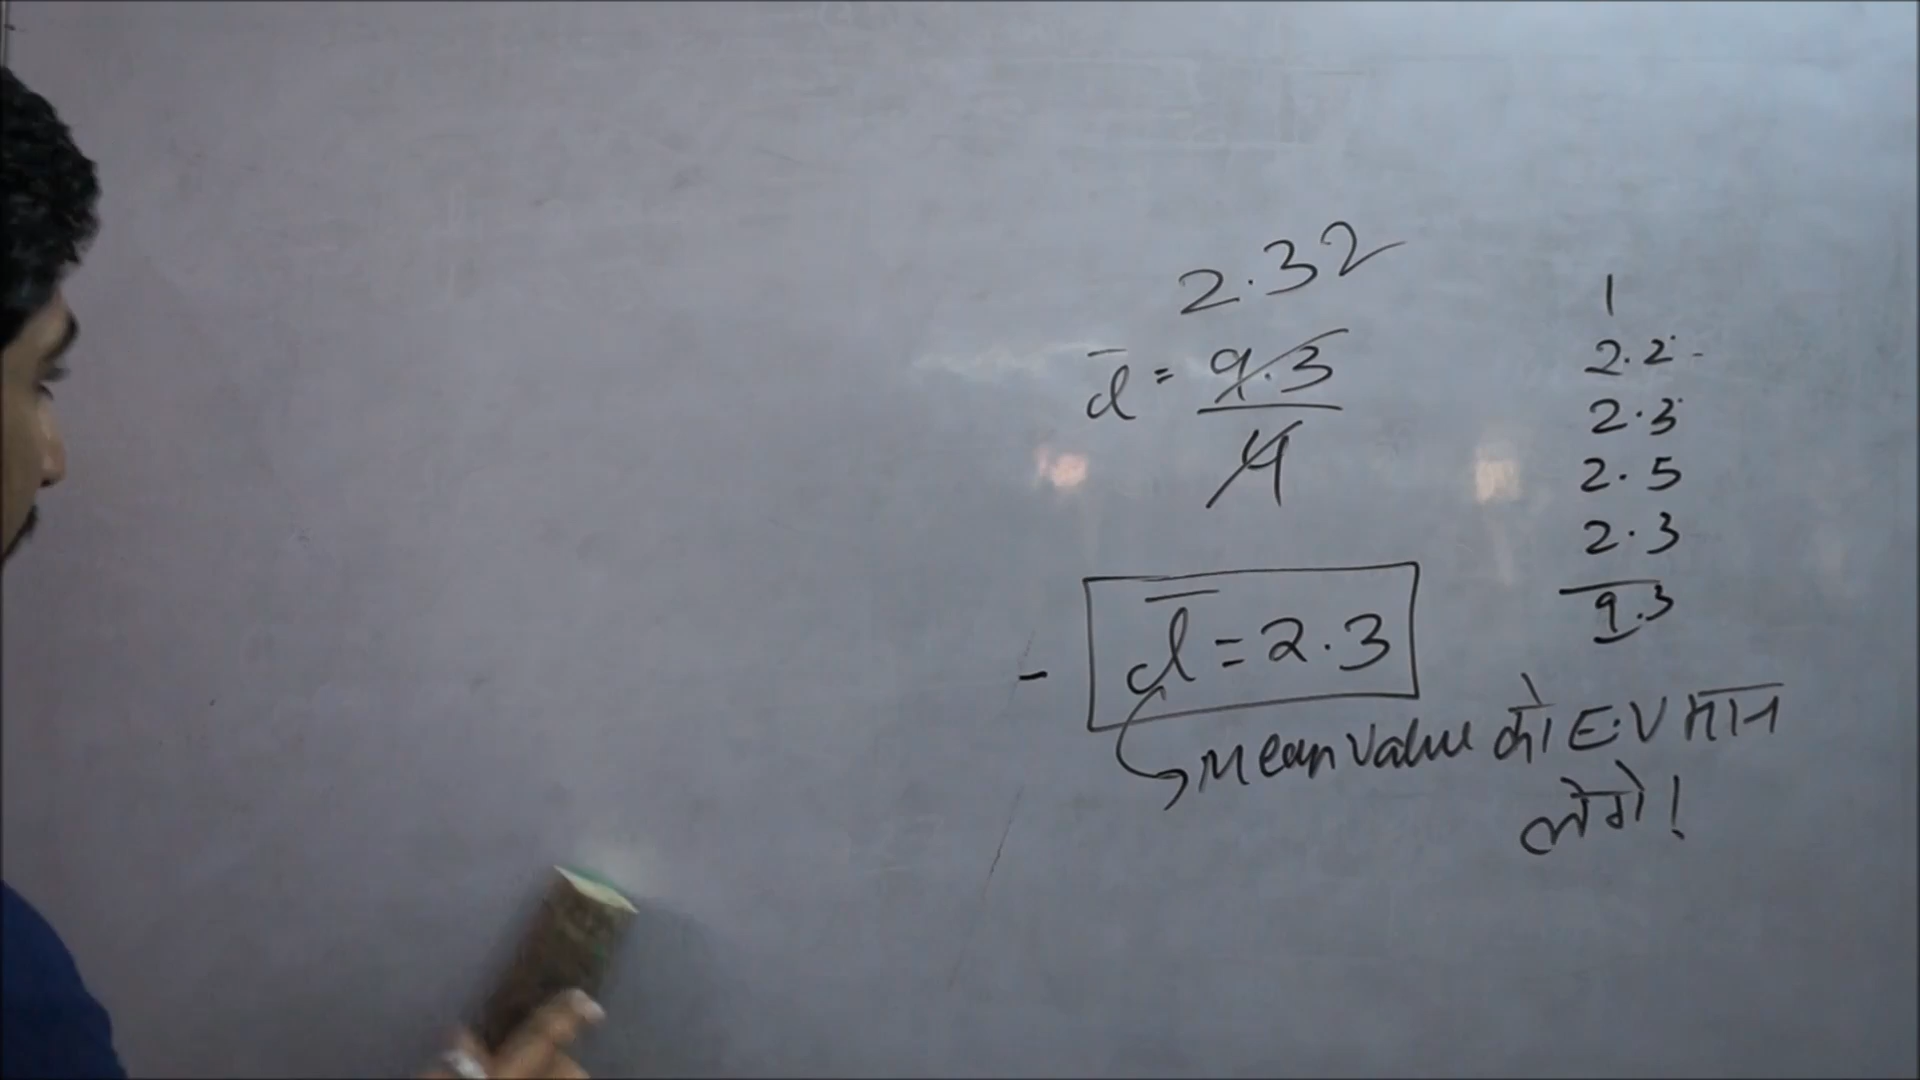 2.32
d̅ = 9.3
4
- d̅ = 2.3
1
2.2
2.3
2.5
2.3
9.3
Mean value को E.V मान
लेगे।